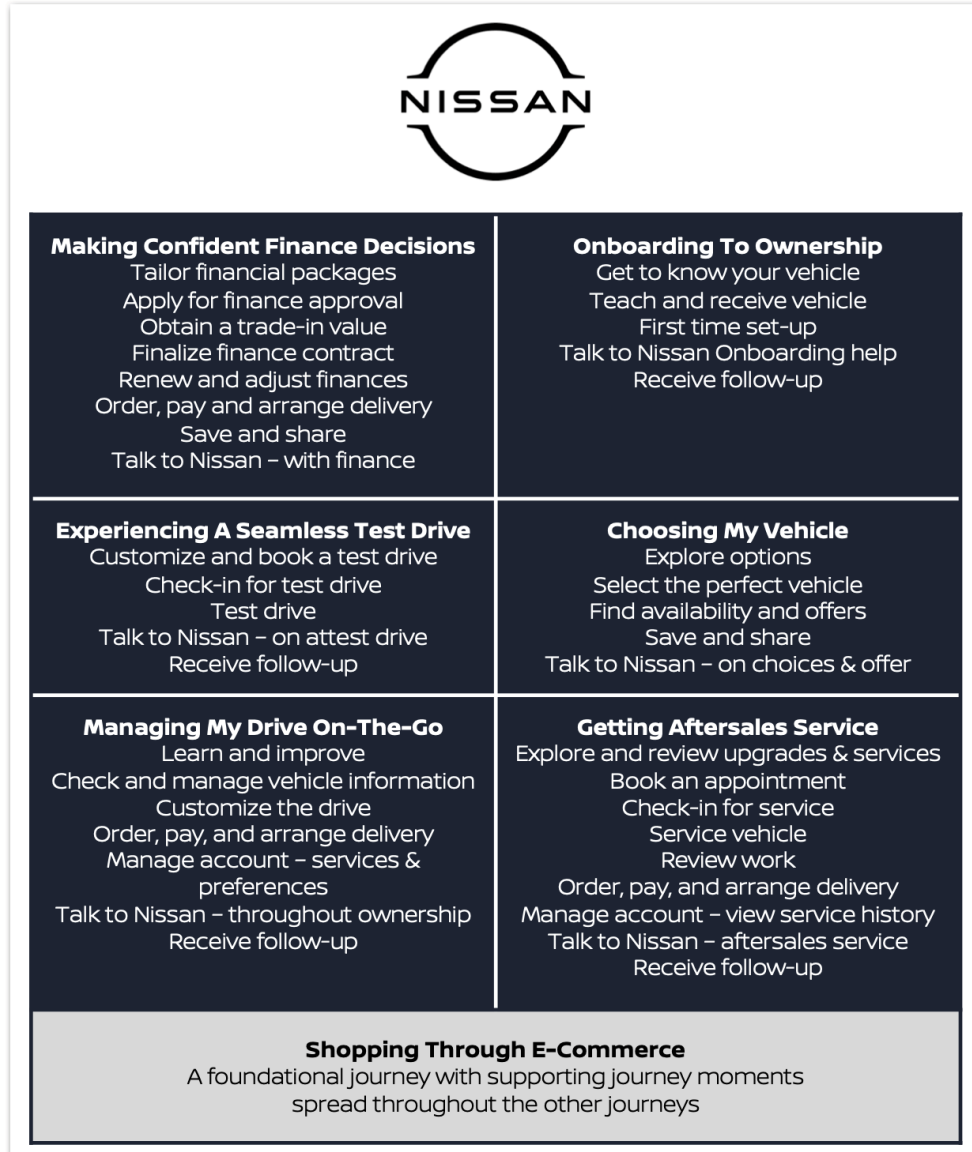 NISSAN
Making Confident Finance Decisions
Tailor financial packages
Apply for finance approval
Obtain a trade-in value
Finalize finance contract
Renew and adjust finances
Order, pay and arrange delivery
Save and share
Talk to Nissan – with finance
Onboarding To Ownership
Get to know your vehicle
Teach and receive vehicle
First time set-up
Talk to Nissan Onboarding help
Receive follow-up
Experiencing A Seamless Test Drive
Customize and book a test drive
Check-in for test drive
Test drive
Talk to Nissan – on attest drive
Receive follow-up
Choosing My Vehicle
Explore options
Select the perfect vehicle
Find availability and offers
Save and share
Talk to Nissan – on choices & offer
Managing My Drive On-The-Go
Learn and improve
Check and manage vehicle information
Customize the drive
Order, pay, and arrange delivery
Manage account – services &
preferences
Talk to Nissan – throughout ownership
Receive follow-up
Getting Aftersales Service
Explore and review upgrades & services
Book an appointment
Check-in for service
Service vehicle
Review work
Order, pay, and arrange delivery
Manage account – view service history
Talk to Nissan – aftersales service
Receive follow-up
Shopping Through E-Commerce
A foundational journey with supporting journey moments
spread throughout the other journeys